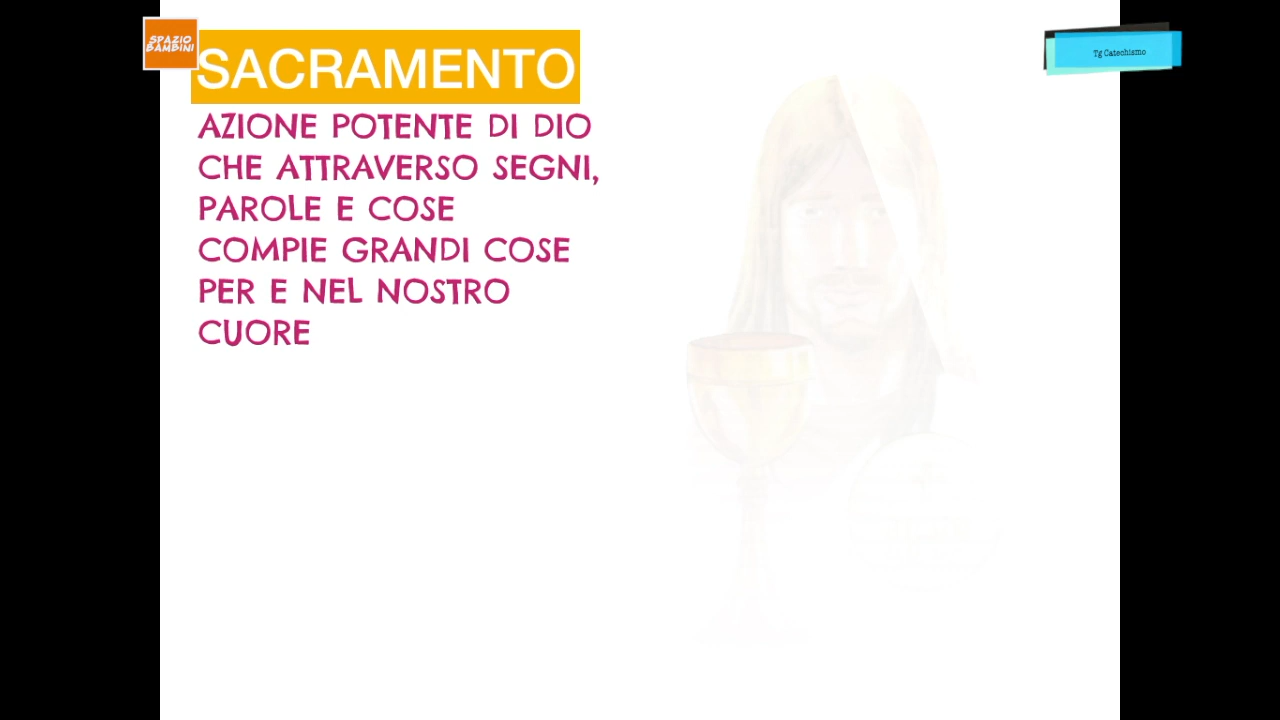 SPAZIO
BAMBINI
Tg Catechismo
SACRAMENTO
AZIONE POTENTE DI DIO
CHE ATTRAVERSO SEGNI,
PAROLE E COSE
COMPIE GRANDI COSE
PER E NEL NOSTRO
CUORE